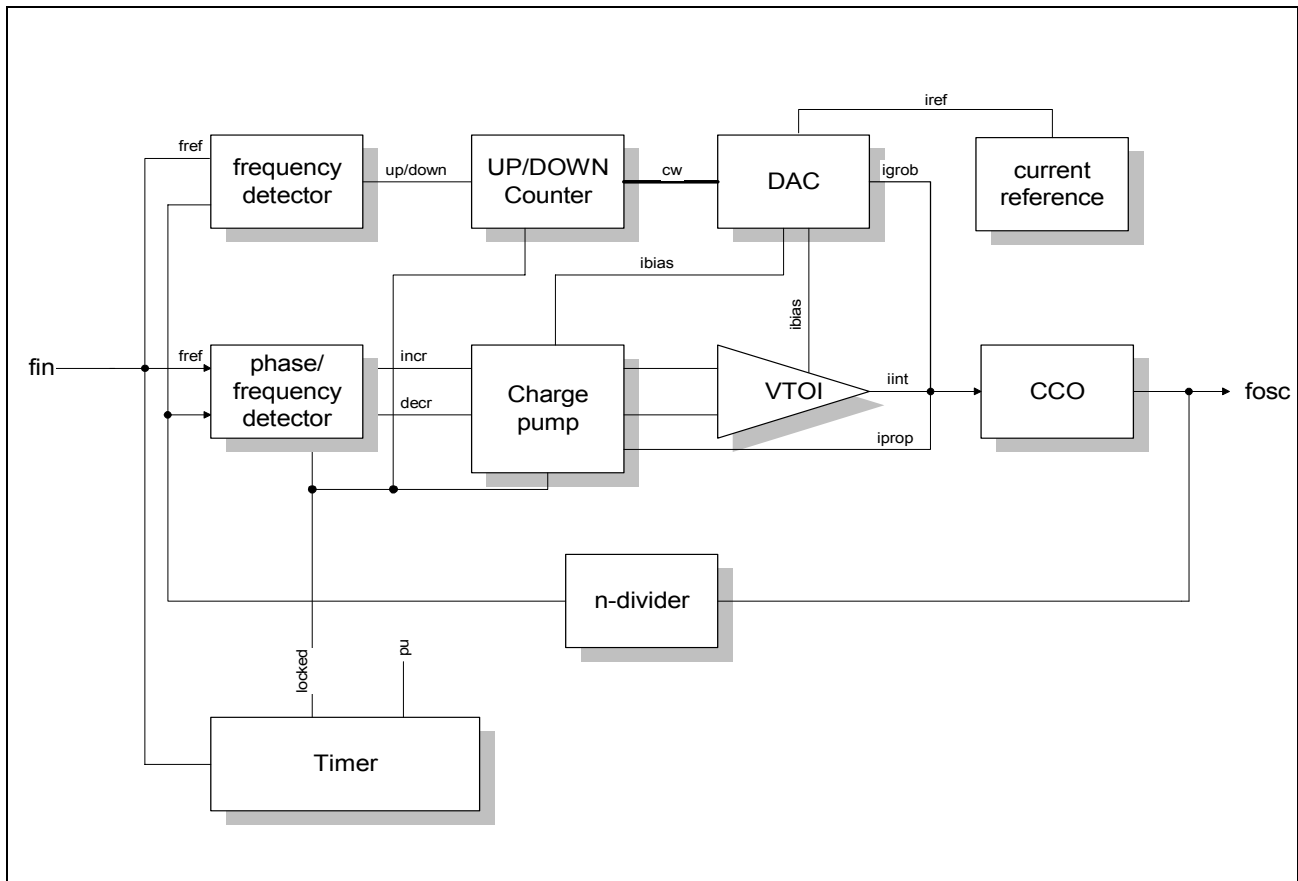 iref
fref
frequency
detector
up/down
UP/DOWN
Counter
cw
DAC
igrob
current
reference
ibias
ibias
fin
fref
phase/
frequency
detector
incr
decr
Charge
pump
VTOI
iint
iprop
CCO
fosc
n-divider
locked
pu
Timer